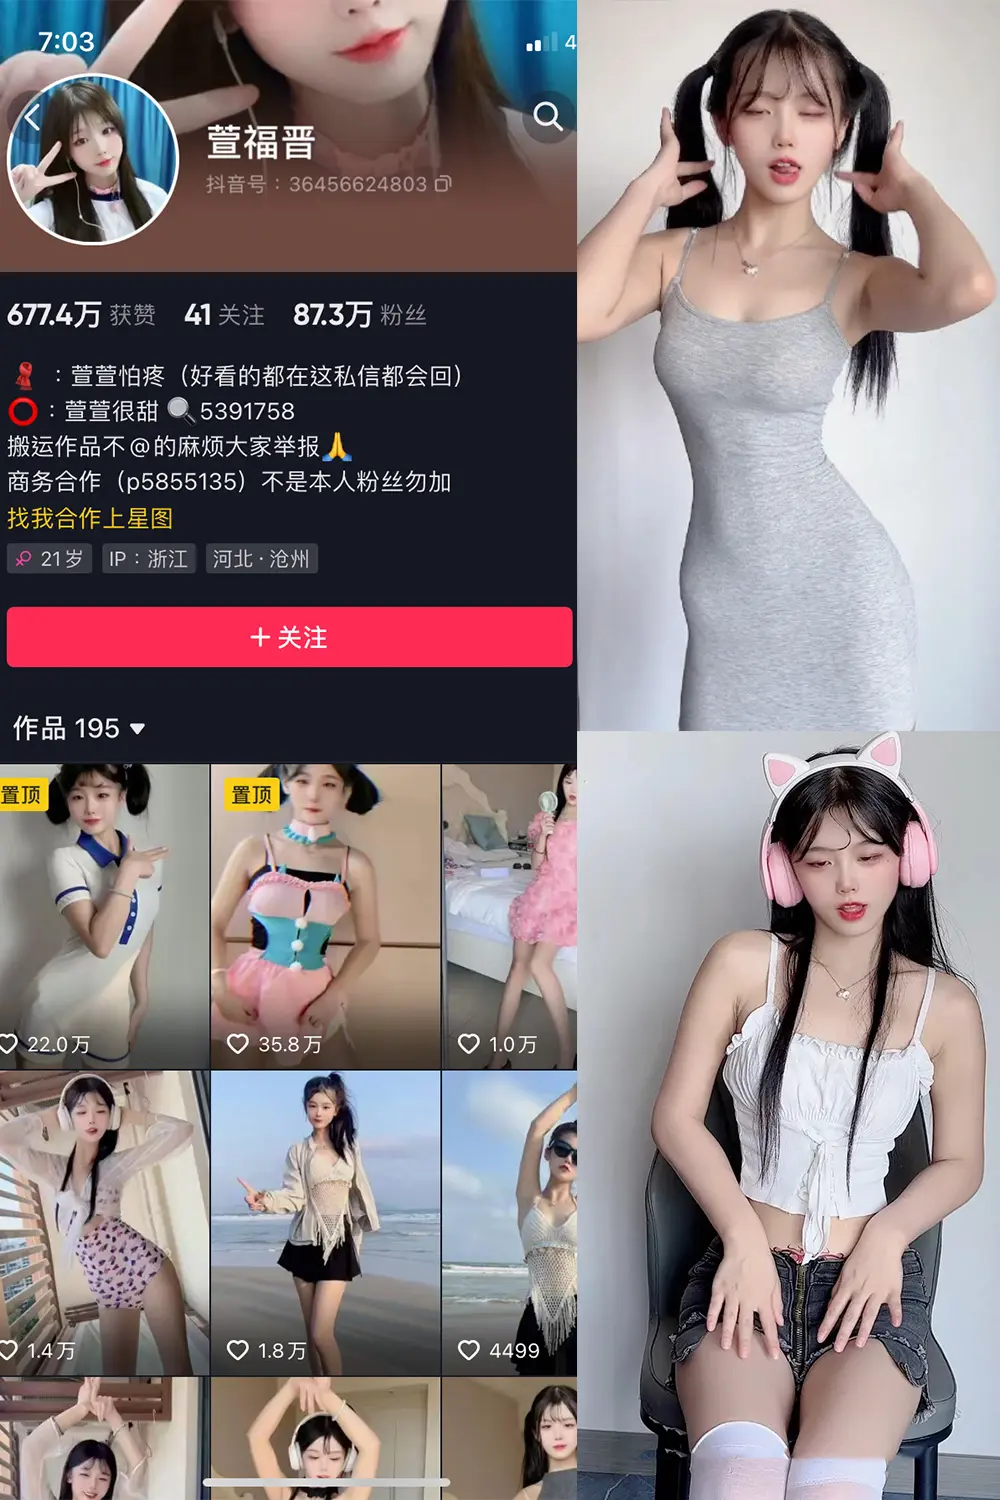 7:03
4
萱福晋
抖音号：36456624803
677.4万 获赞 41 关注 87.3万 粉丝
：萱萱怕疼（好看的都在这私信都会回）
：萱萱很甜 5391758
搬运作品不@的麻烦大家举报
商务合作（p5855135）不是本人粉丝勿加
找我合作上星图
21岁 IP：浙江 河北·沧州
+关注
作品 195
置顶 置顶
22.0万 35.8万 1.0万
1.4万 1.8万 4499